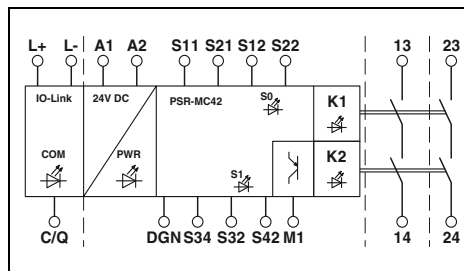 L+ L- A1 A2 S11 S21 S12 S22 13 23
IO-Link 24V DC PSR-MC42 S0 K1
COM PWR S1 K2
C/Q DGN S34 S32 S42 M1 14 24